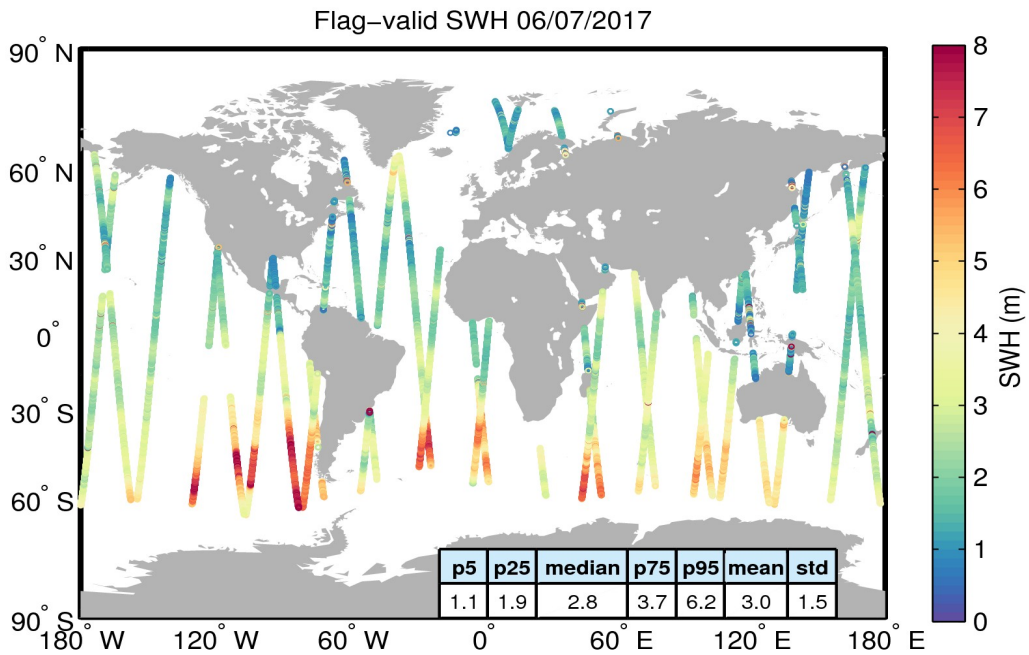 Flag−valid SWH 06/07/2017
90° N
60° N
30° N
0°
30° S
60° S
90° S
180° W
120° W
60° W
0°
60° E
120° E
180° E
p5 p25 median p75 p95 mean std
1.1 1.9 2.8 3.7 6.2 3.0 1.5
8
7
6
5
4
3
2
1
0
SWH (m)